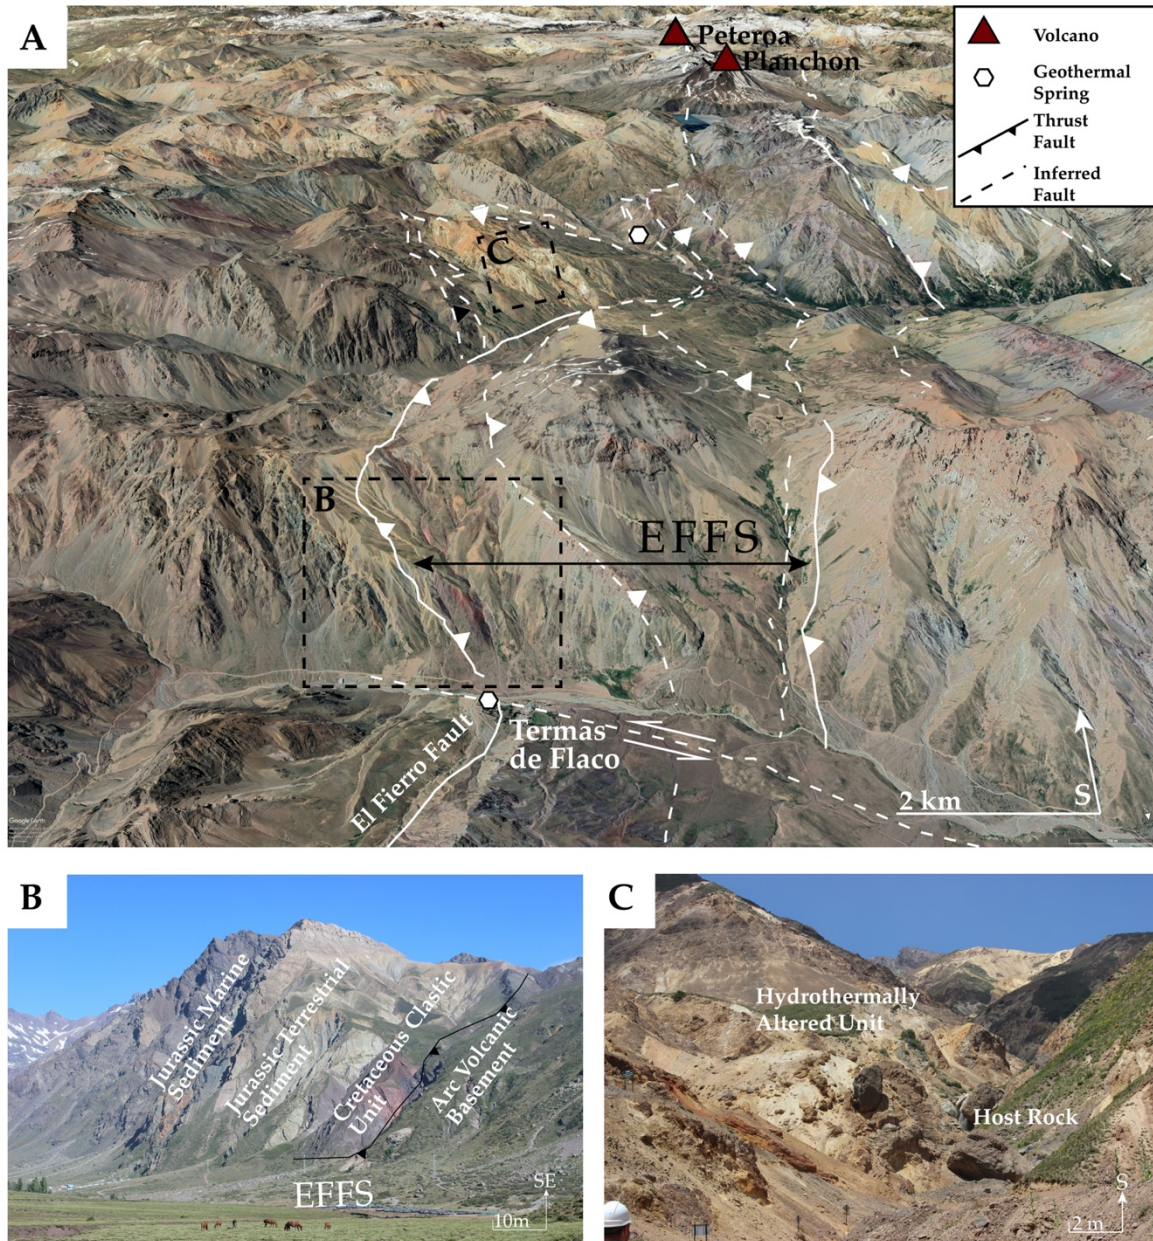 A
Peteroa
Planchon
Volcano
Geothermal
Spring
Thrust
Fault
Inferred
Fault
C
B
EFFS
El Fierro Fault
Termas
de Flaco
2 km
S
Google Earth
B
Jurassic Marine
Sediment
Jurassic Terrestrial
Sediment
Cretaceous Clastic
Unit
Arc Volcanic
Basement
EFFS
SE
10m
C
Hydrothermally
Altered Unit
Host Rock
S
2 m